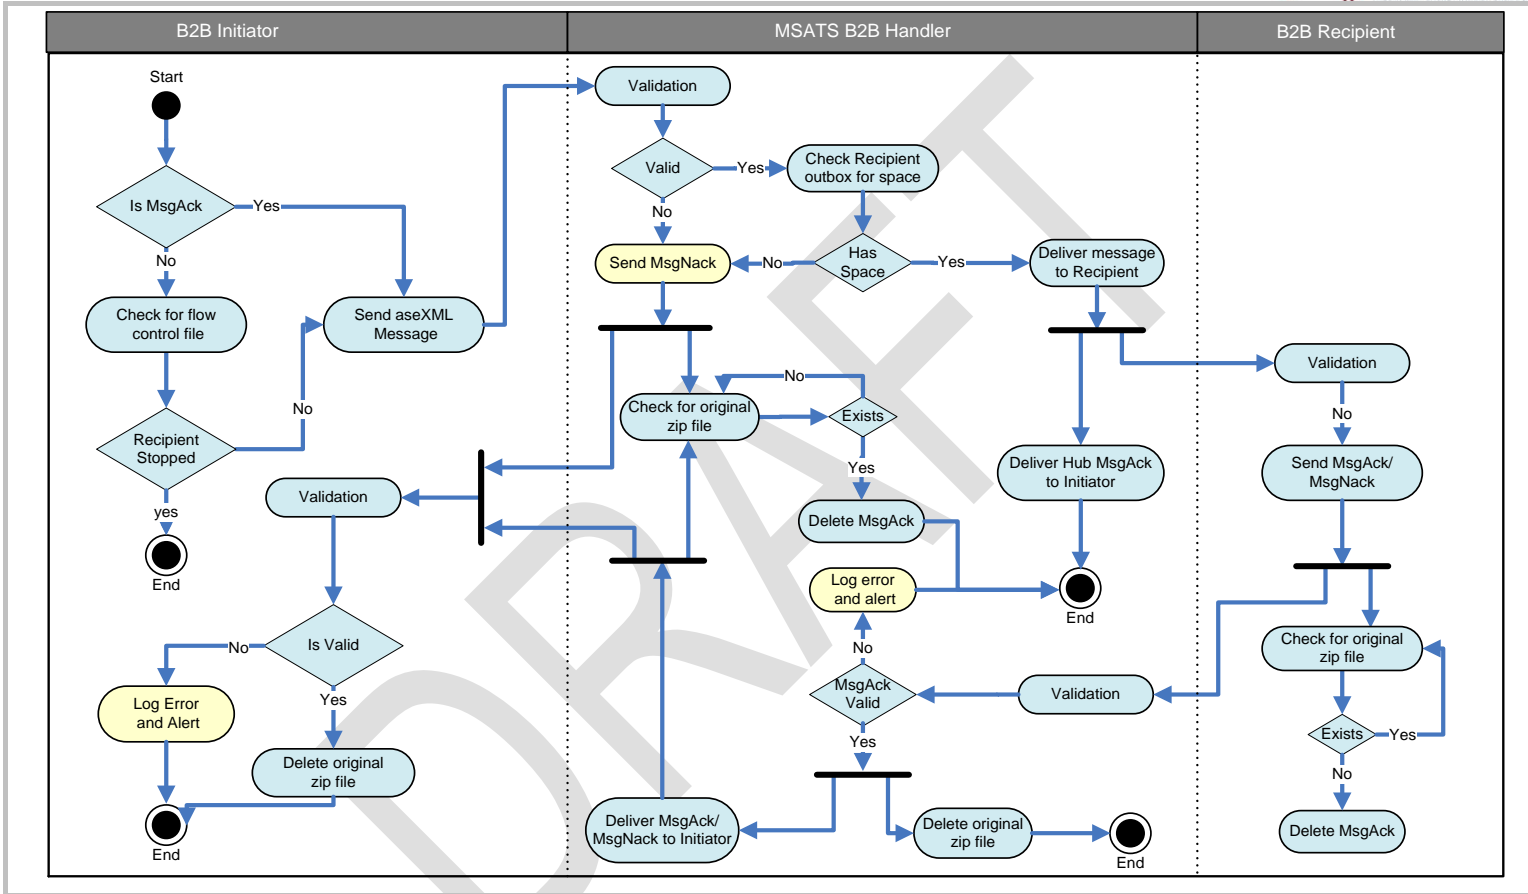 B2B Initiator
MSATS B2B Handler
B2B Recipient
Start
Is MsgAck
Yes
No
Check for flow
control file
Send aseXML
Message
No
Recipient
Stopped
yes
End
Validation
Is Valid
No
Yes
Log Error
and Alert
Delete original
zip file
End
Validation
Valid
Yes
No
Check Recipient
outbox for space
Send MsgNack
No
Has
Space
Yes
Deliver message
to Recipient
No
Check for original
zip file
Exists
Yes
Delete MsgAck
Deliver Hub MsgAck
to Initiator
Log error
and alert
End
No
MsgAck
Valid
Validation
Yes
Deliver MsgAck/
MsgNack to Initiator
Delete original
zip file
End
Validation
No
Send MsgAck/
MsgNack
Check for original
zip file
Exists
Yes
No
Delete MsgAck
DRAFT